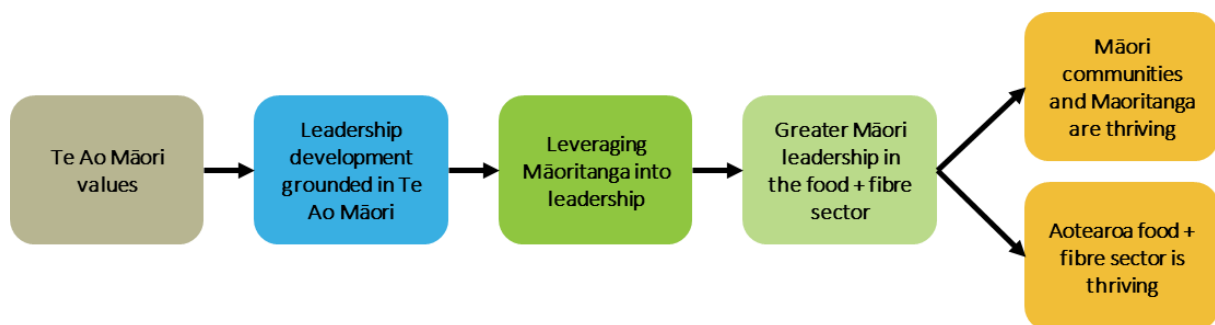 Te Ao Māori
values
Leadership
development
grounded in Te
Ao Māori
Leveraging
Māoritanga into
leadership
Greater Māori
leadership in
the food + fibre
sector
Māori
communities
and Maoritanga
are thriving
Aotearoa food +
fibre sector is
thriving